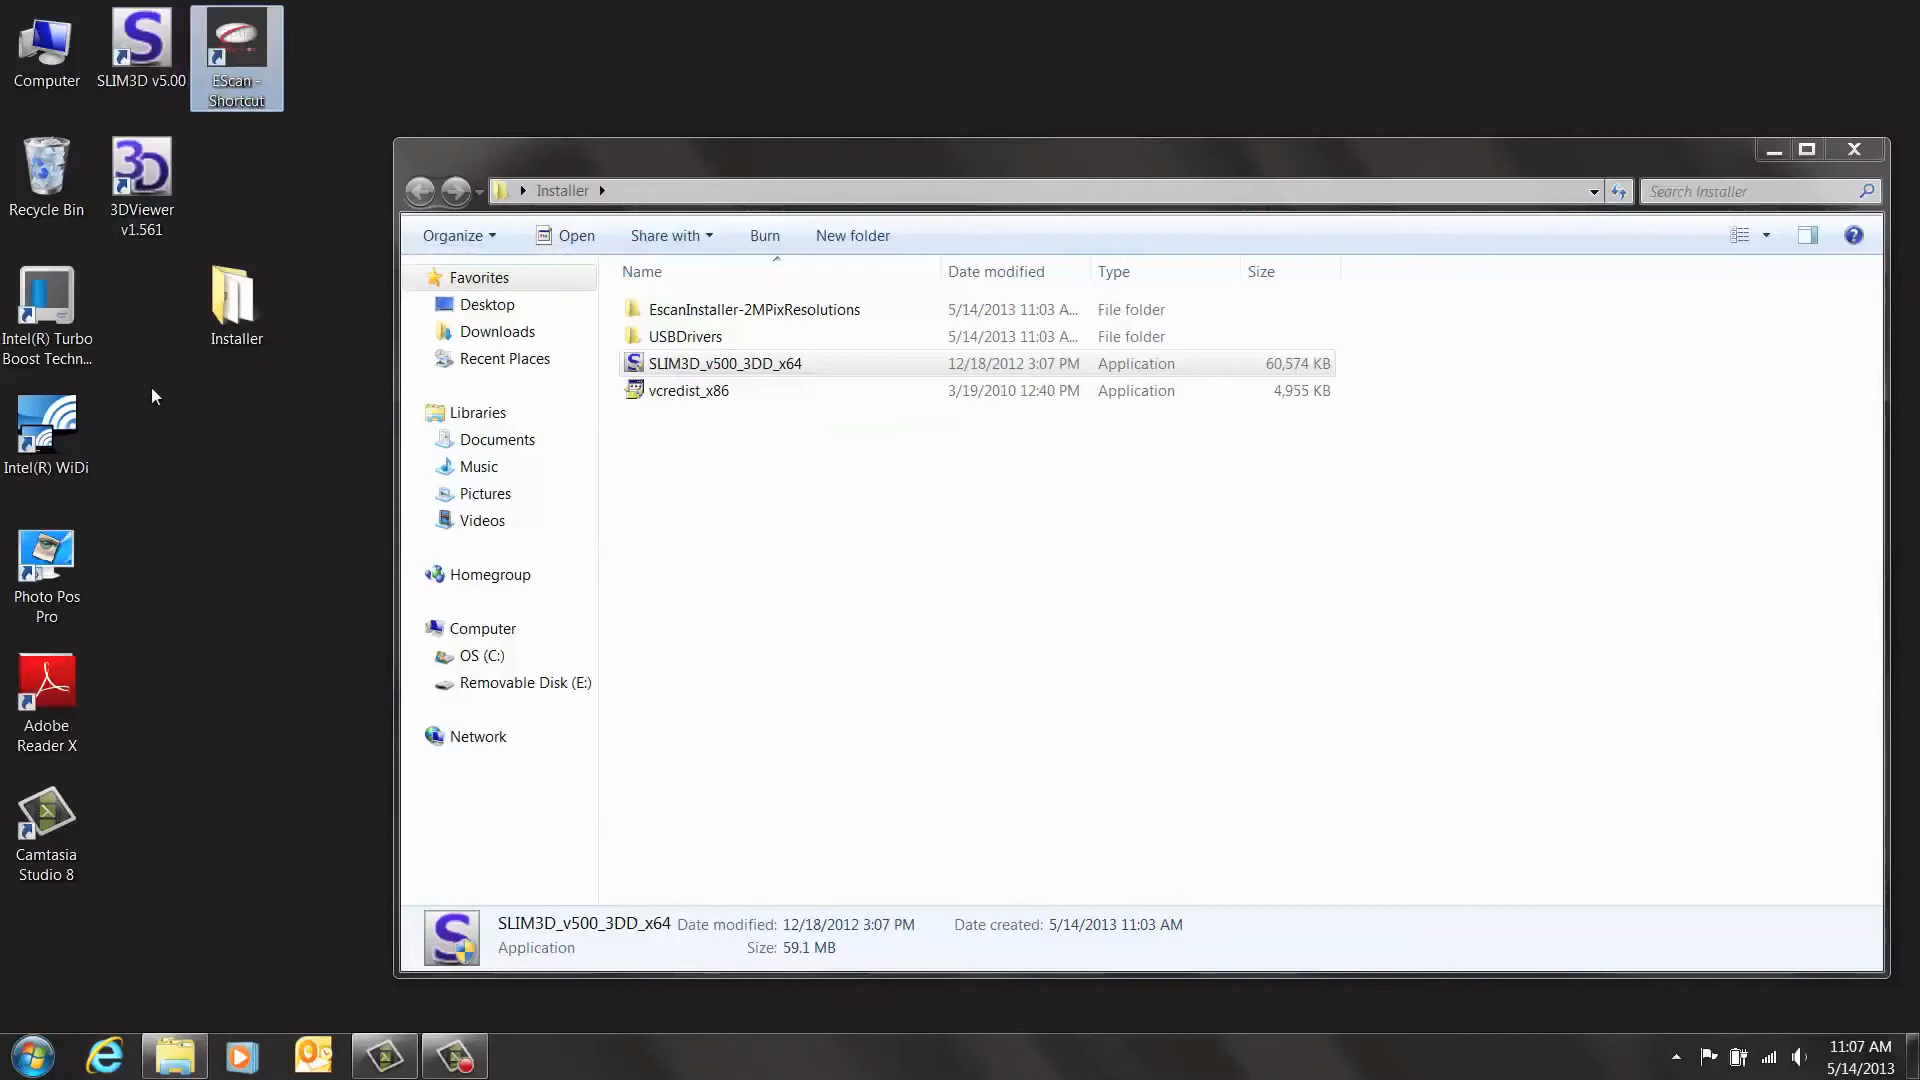 Computer
SLIM3D v5.00
EScan -
Shortcut
Recycle Bin
3DViewer
v1.561
Intel(R) Turbo
Boost Techn...
Installer
Intel(R) WiDi
Photo Pos
Pro
Adobe
Reader X
Camtasia
Studio 8
Installer
Search Installer
Organize Open Share with Burn New folder
Name Date modified Type Size
Favorites
Desktop
Downloads
Recent Places
Libraries
Documents
Music
Pictures
Videos
Homegroup
Computer
OS (C:)
Removable Disk (E:)
Network
EscanInstaller-2MPixResolutions 5/14/2013 11:03 A... File folder
USBDrivers 5/14/2013 11:03 A... File folder
SLIM3D_v500_3DD_x64 12/18/2012 3:07 PM Application 60,574 KB
vcredist_x86 3/19/2010 12:40 PM Application 4,955 KB
SLIM3D_v500_3DD_x64 Date modified: 12/18/2012 3:07 PM Date created: 5/14/2013 11:03 AM
Application Size: 59.1 MB
11:07 AM
5/14/2013